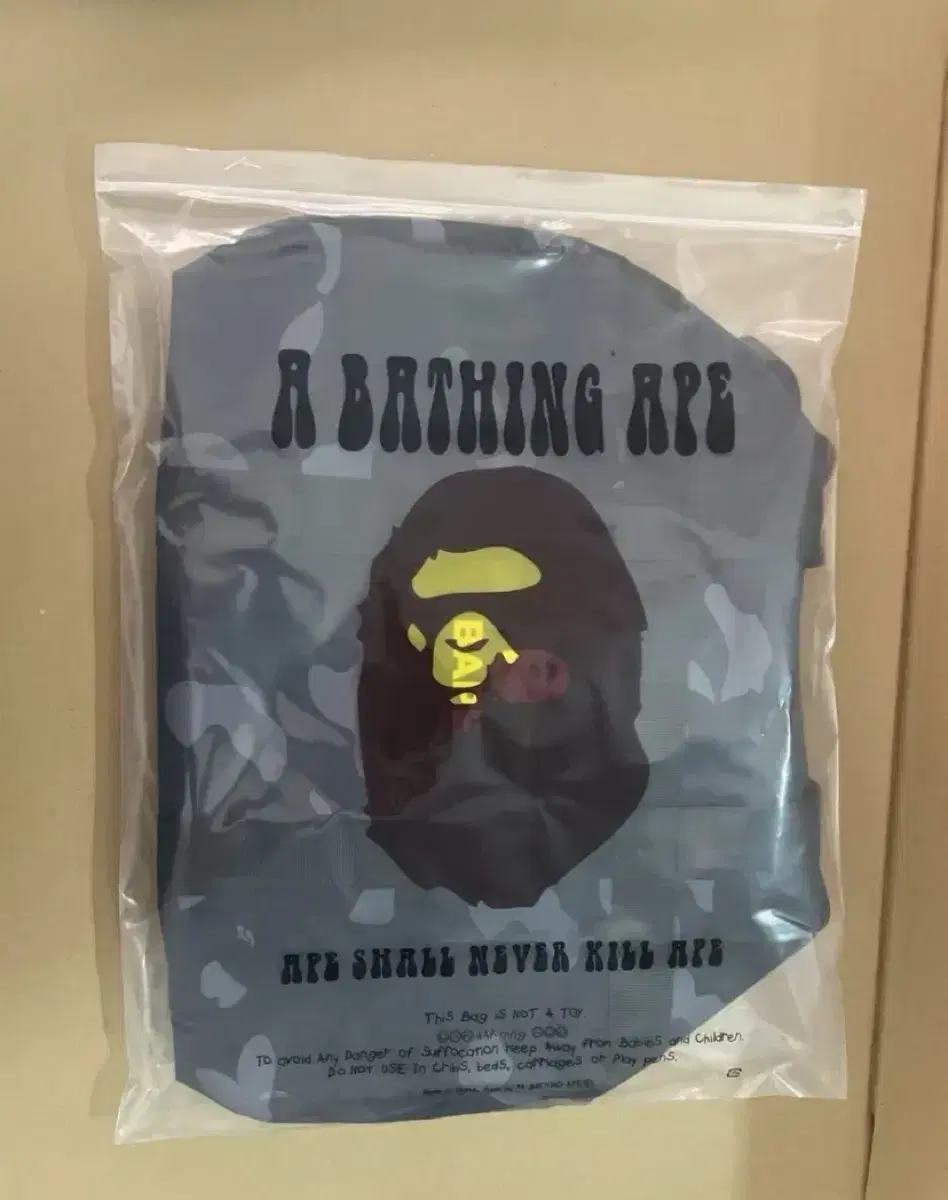 A BATHING APE
APE SHALL NEVER KILL APE
This Bag iS NOT A TOY.
To avoid Any Danger of Suffocation Keep Away From Babies and Children.
Do NOT USE In CribS, bedS, carriages or Play penS.